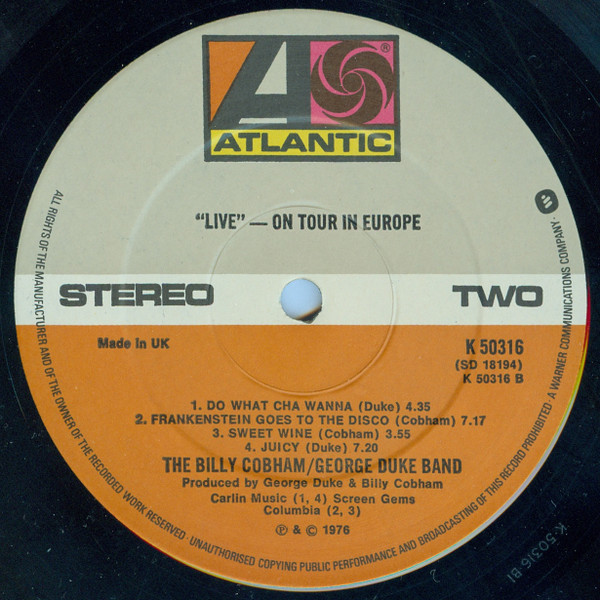 ATLANTIC
®
"LIVE" — ON TOUR IN EUROPE
STEREO
TWO
Made in UK
K 50316
(SD 18194)
K 50316 B
1. DO WHAT CHA WANNA (Duke) 4.35
2. FRANKENSTEIN GOES TO THE DISCO (Cobham) 7.17
3. SWEET WINE (Cobham) 3.55
4. JUICY (Duke) 7.20
THE BILLY COBHAM/GEORGE DUKE BAND
Produced by George Duke & Billy Cobham
Carlin Music (1, 4) Screen Gems
Columbia (2, 3)
℗ & © 1976
ALL RIGHTS OF THE MANUFACTURER AND OF THE OWNER OF THE RECORDED WORK RESERVED · UNAUTHORISED COPYING PUBLIC PERFORMANCE AND BROADCASTING OF THIS RECORD PROHIBITED · A WARNER COMMUNICATIONS COMPANY ·
K 50316 B1
2